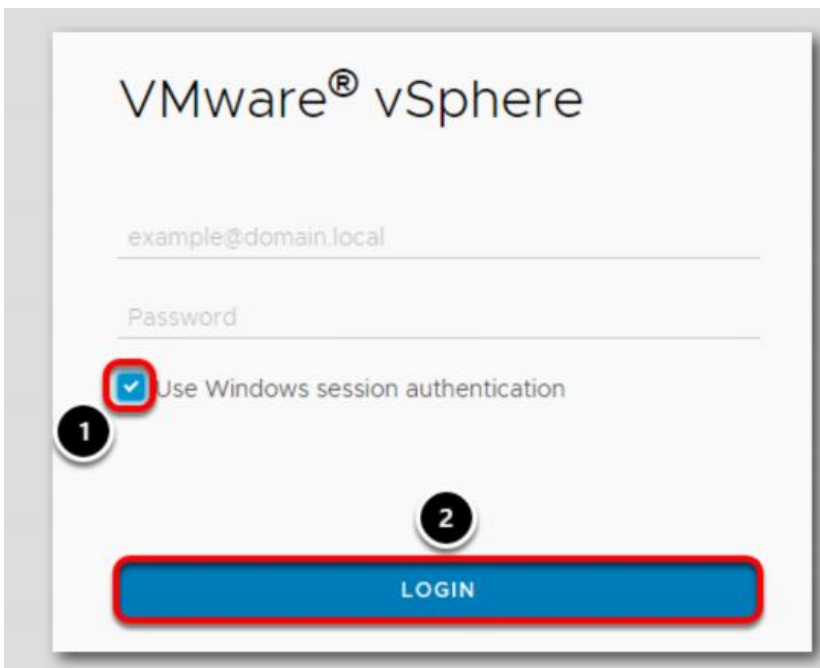 VMware® vSphere
example@domain.local
Password
Use Windows session authentication
1
2
LOGIN